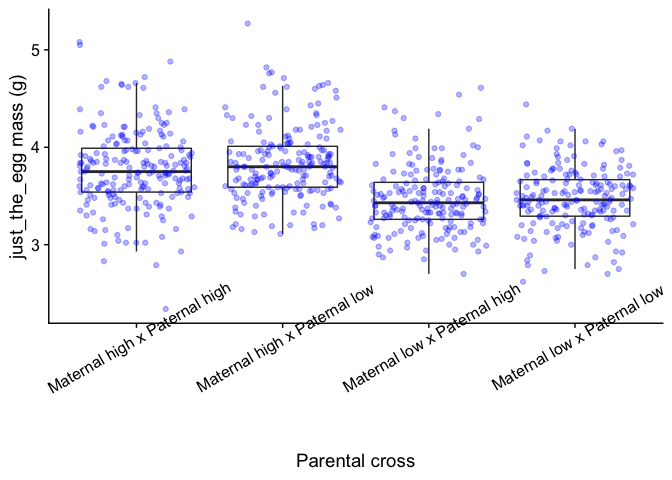 just_the_egg mass (g)
5
4
3
Maternal high x Paternal high
Maternal high x Paternal low
Maternal low x Paternal high
Maternal low x Paternal low
Parental cross